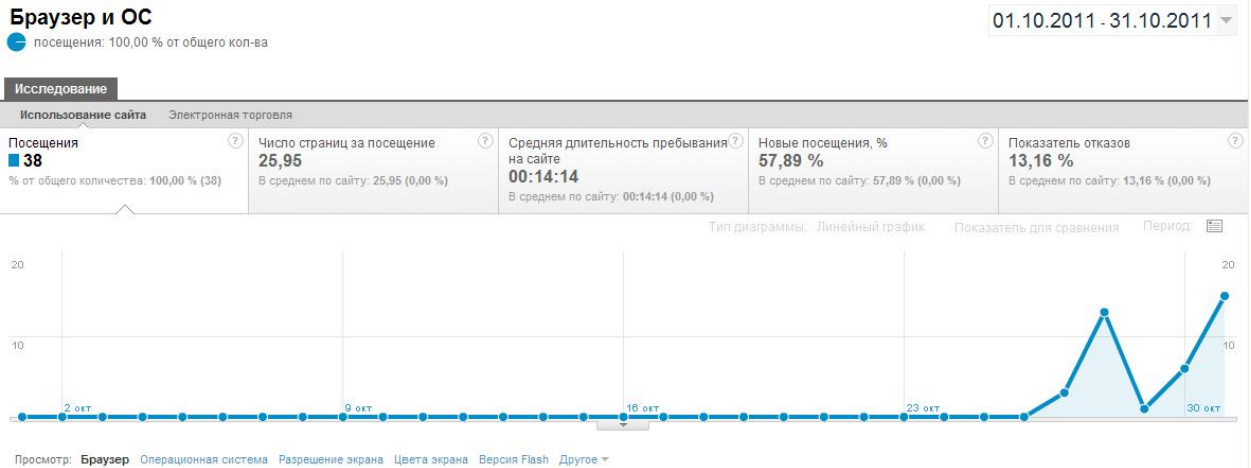 Браузер и ОС
01.10.2011 - 31.10.2011
посещения: 100,00 % от общего кол-ва
Исследование
Использование сайта Электронная торговля
Посещения ?
38
% от общего количества: 100,00 % (38)
Число страниц за посещение ?
25,95
В среднем по сайту: 25,95 (0,00 %)
Средняя длительность пребывания ?
на сайте
00:14:14
В среднем по сайту: 00:14:14 (0,00 %)
Новые посещения, % ?
57,89 %
В среднем по сайту: 57,89 % (0,00 %)
Показатель отказов ?
13,16 %
В среднем по сайту: 13,16 % (0,00 %)
Тип диаграммы: Линейный график Показатель для сравнения Период:
20 20
10 10
2 окт 9 окт 16 окт 23 окт 30 окт
Просмотр: Браузер Операционная система Разрешение экрана Цвета экрана Версия Flash Другое